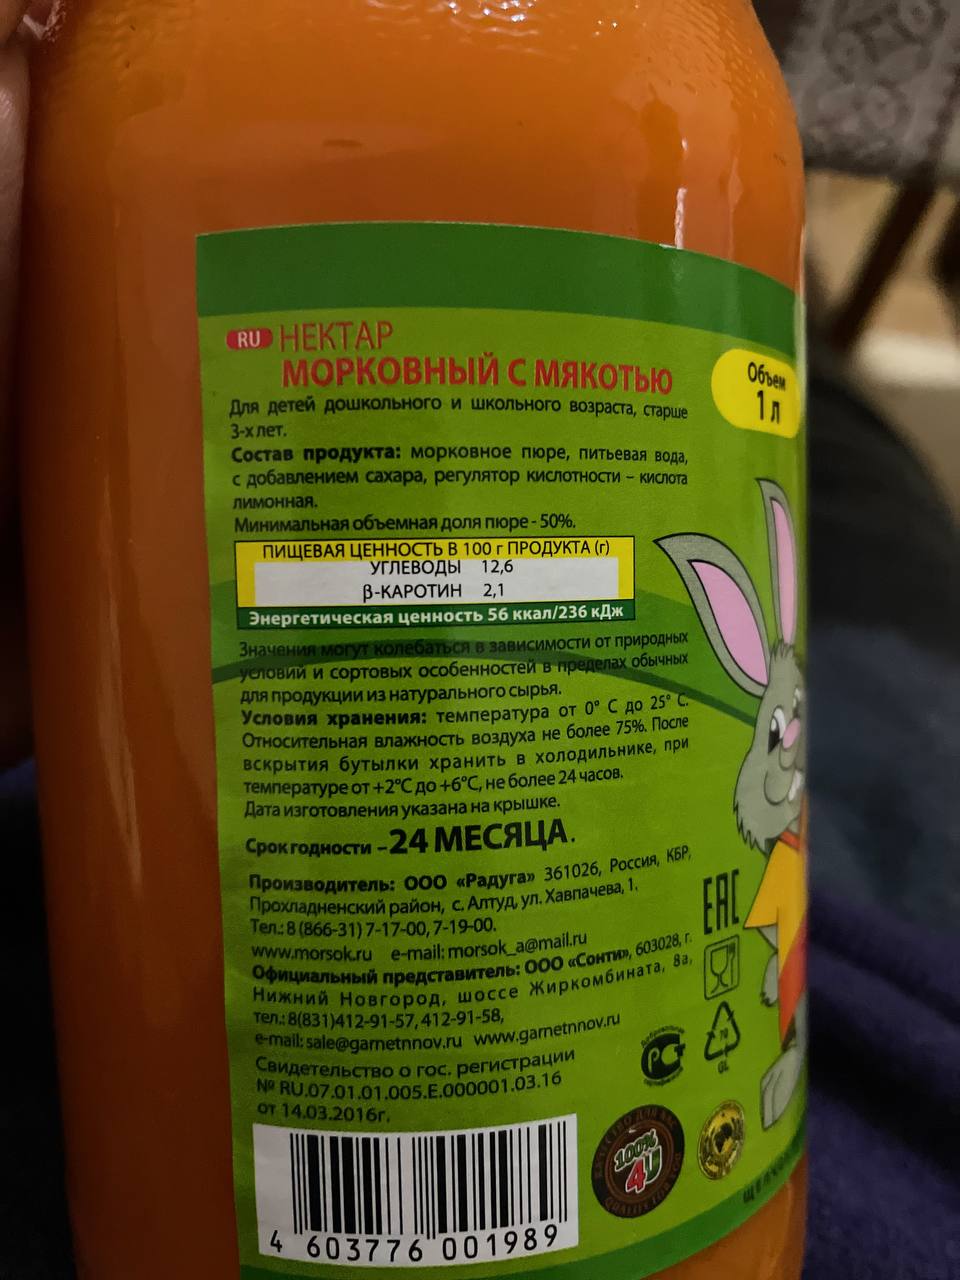 RU НЕКТАР
МОРКОВНЫЙ С МЯКОТЬЮ
Объем
1 л
Для детей дошкольного и школьного возраста, старше
3-х лет.
Состав продукта: морковное пюре, питьевая вода,
с добавлением сахара, регулятор кислотности – кислота
лимонная.
Минимальная объемная доля пюре - 50%.
ПИЩЕВАЯ ЦЕННОСТЬ В 100 г ПРОДУКТА (г)
УГЛЕВОДЫ 12,6
β-КАРОТИН 2,1
Энергетическая ценность 56 ккал/236 кДж
Значения могут колебаться в зависимости от природных
условий и сортовых особенностей в пределах обычных
для продукции из натурального сырья.
Условия хранения: температура от 0° С до 25° С.
Относительная влажность воздуха не более 75%. После
вскрытия бутылки хранить в холодильнике, при
температуре от +2°С до +6°С, не более 24 часов.
Дата изготовления указана на крышке.
Срок годности – 24 МЕСЯЦА.
Производитель: ООО «Радуга» 361026, Россия, КБР,
Прохладненский район, с. Алтуд, ул. Хавпачева, 1.
Тел.: 8 (866-31) 7-17-00, 7-19-00.
www.morsok.ru e-mail: morsok_a@mail.ru
Официальный представитель: ООО «Сонти», 603028, г.
Нижний Новгород, шоссе Жиркомбината, 8а,
тел.: 8(831)412-91-57, 412-91-58,
e-mail: sale@garnetnnov.ru www.garnetnnov.ru
Свидетельство о гос. регистрации
№ RU.07.01.01.005.Е.000001.03.16
от 14.03.2016г.
EAC
Добровольная
РСТ
сертификация
70
GL
100%
4U
4 603776 001989